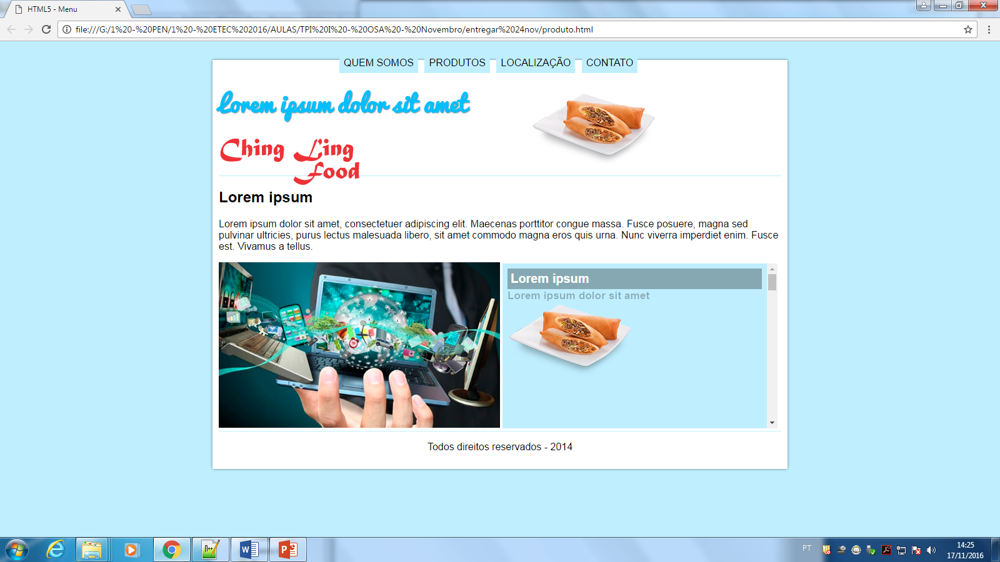 HTML5 - Menu
file:///G:/1%20-%20PEN/1%20-%20ETEC%202016/AULAS/TPI%20I%20-%20OSA%20-%20Novembro/entregar%2024nov/produto.html
QUEM SOMOS PRODUTOS LOCALIZAÇÃO CONTATO
Lorem ipsum dolor sit amet
Ching Ling
Food
Lorem ipsum
Lorem ipsum dolor sit amet, consectetuer adipiscing elit. Maecenas porttitor congue massa. Fusce posuere, magna sed
pulvinar ultricies, purus lectus malesuada libero, sit amet commodo magna eros quis urna. Nunc viverra imperdiet enim. Fusce
est. Vivamus a tellus.
Lorem ipsum
Lorem ipsum dolor sit amet
Todos direitos reservados - 2014
PT
14:25
17/11/2016